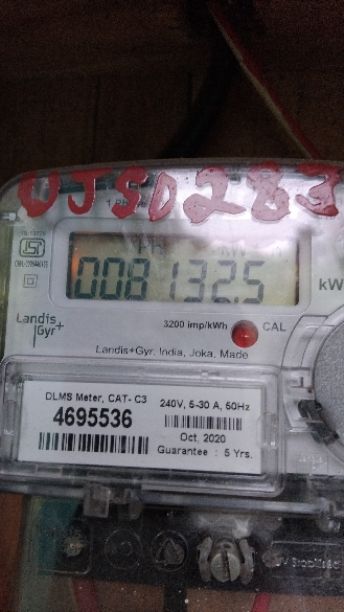 UJSD283
008132.5
kW
Landis
Gyr+
3200 imp/kWh
CAL
Landis+Gyr, India, Joka, Made
DLMS Meter, CAT- C3
240V, 5-30 A, 50Hz
4695536
Oct, 2020
Guarantee : 5 Yrs.